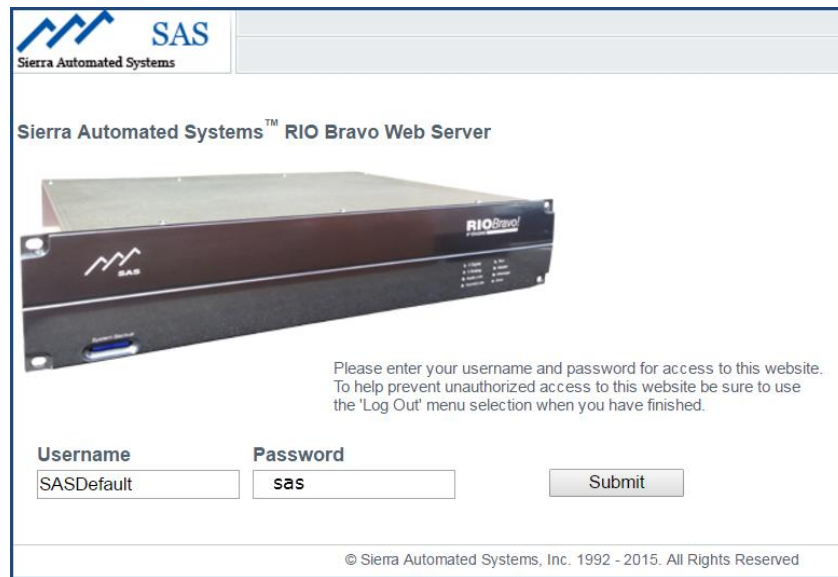 SAS
Sierra Automated Systems
Sierra Automated Systems™ RIO Bravo Web Server
RIOBravo!
SAS
Please enter your username and password for access to this website.
To help prevent unauthorized access to this website be sure to use
the 'Log Out' menu selection when you have finished.
Username Password
SASDefault sas Submit
© Sierra Automated Systems, Inc. 1992 - 2015. All Rights Reserved